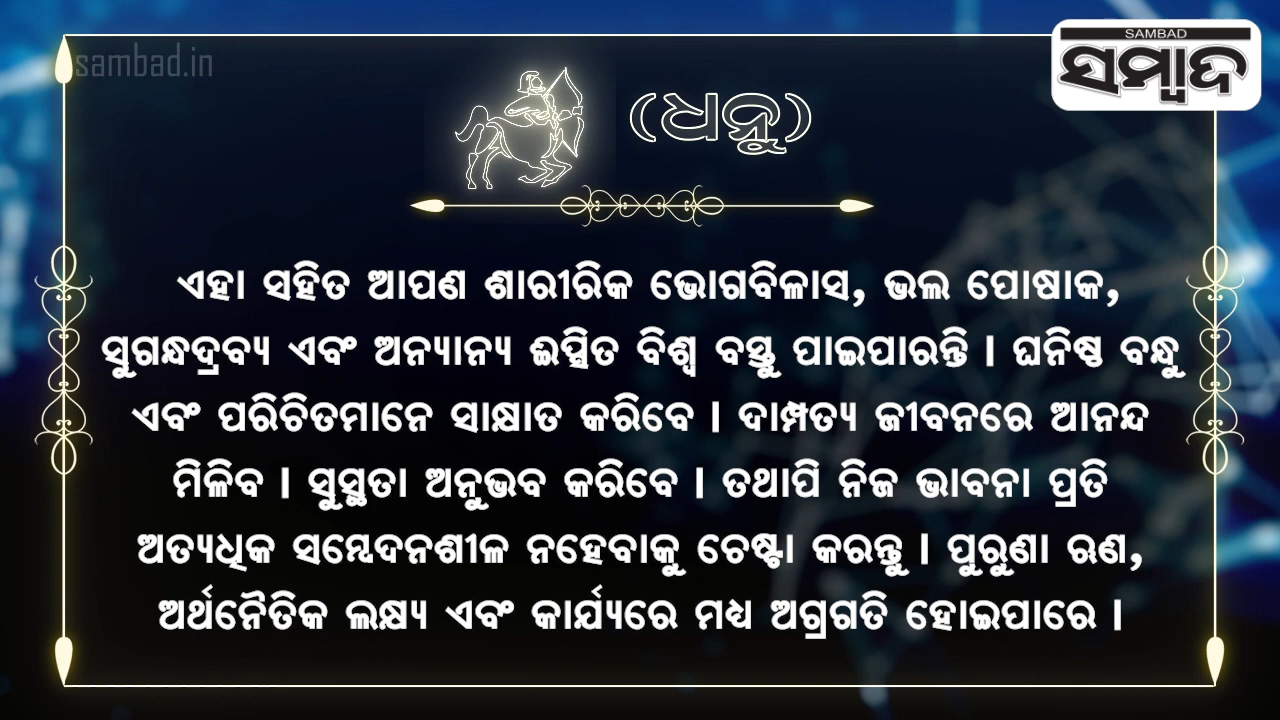 sambad.in
SAMBAD
ସମ୍ବାଦ
(ଧନୁ)
ଏହା ସହିତ ଆପଣ ଶାରୀରିକ ଭୋଗବିଳାସ, ଭଲ ପୋଷାକ,
ସୁଗନ୍ଧଦ୍ରବ୍ୟ ଏବଂ ଅନ୍ୟାନ୍ୟ ଈପ୍ସିତ ବିଶ୍ୱ ବସ୍ତୁ ପାଇପାରନ୍ତି । ଘନିଷ୍ଠ ବନ୍ଧୁ
ଏବଂ ପରିଚିତମାନେ ସାକ୍ଷାତ କରିବେ । ଦାମ୍ପତ୍ୟ ଜୀବନରେ ଆନନ୍ଦ
ମିଳିବ । ସୁସ୍ଥତା ଅନୁଭବ କରିବେ । ତଥାପି ନିଜ ଭାବନା ପ୍ରତି
ଅତ୍ୟଧିକ ସମ୍ବେଦନଶୀଳ ନହେବାକୁ ଚେଷ୍ଟା କରନ୍ତୁ । ପୁରୁଣା ଋଣ,
ଅର୍ଥନୈତିକ ଲକ୍ଷ୍ୟ ଏବଂ କାର୍ଯ୍ୟରେ ମଧ୍ୟ ଅଗ୍ରଗତି ହୋଇପାରେ ।